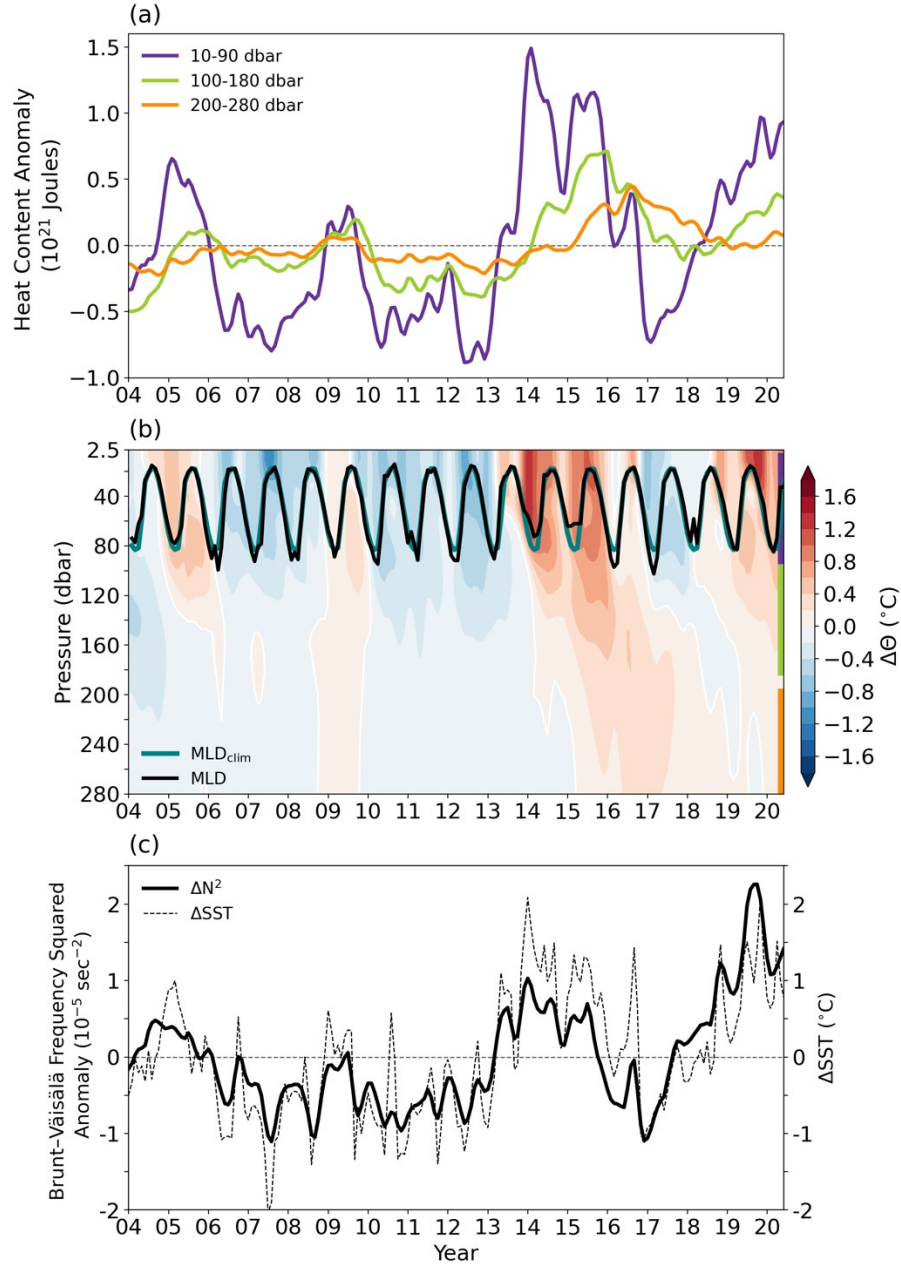 (a)
Heat Content Anomaly
(10²¹ Joules)
1.5
1.0
0.5
0.0
−0.5
−1.0
10-90 dbar
100-180 dbar
200-280 dbar
04 05 06 07 08 09 10 11 12 13 14 15 16 17 18 19 20
(b)
Pressure (dbar)
2.5
40
80
120
160
200
240
280
MLD_clim
MLD
04 05 06 07 08 09 10 11 12 13 14 15 16 17 18 19 20
1.6
1.2
0.8
0.4
0.0
−0.4
−0.8
−1.2
−1.6
ΔΘ (°C)
(c)
Brunt–Väisälä Frequency Squared
Anomaly (10⁻⁵ sec⁻²)
2
1
0
-1
-2
ΔN²
ΔSST
2
1
0
-1
-2
ΔSST (°C)
04 05 06 07 08 09 10 11 12 13 14 15 16 17 18 19 20
Year